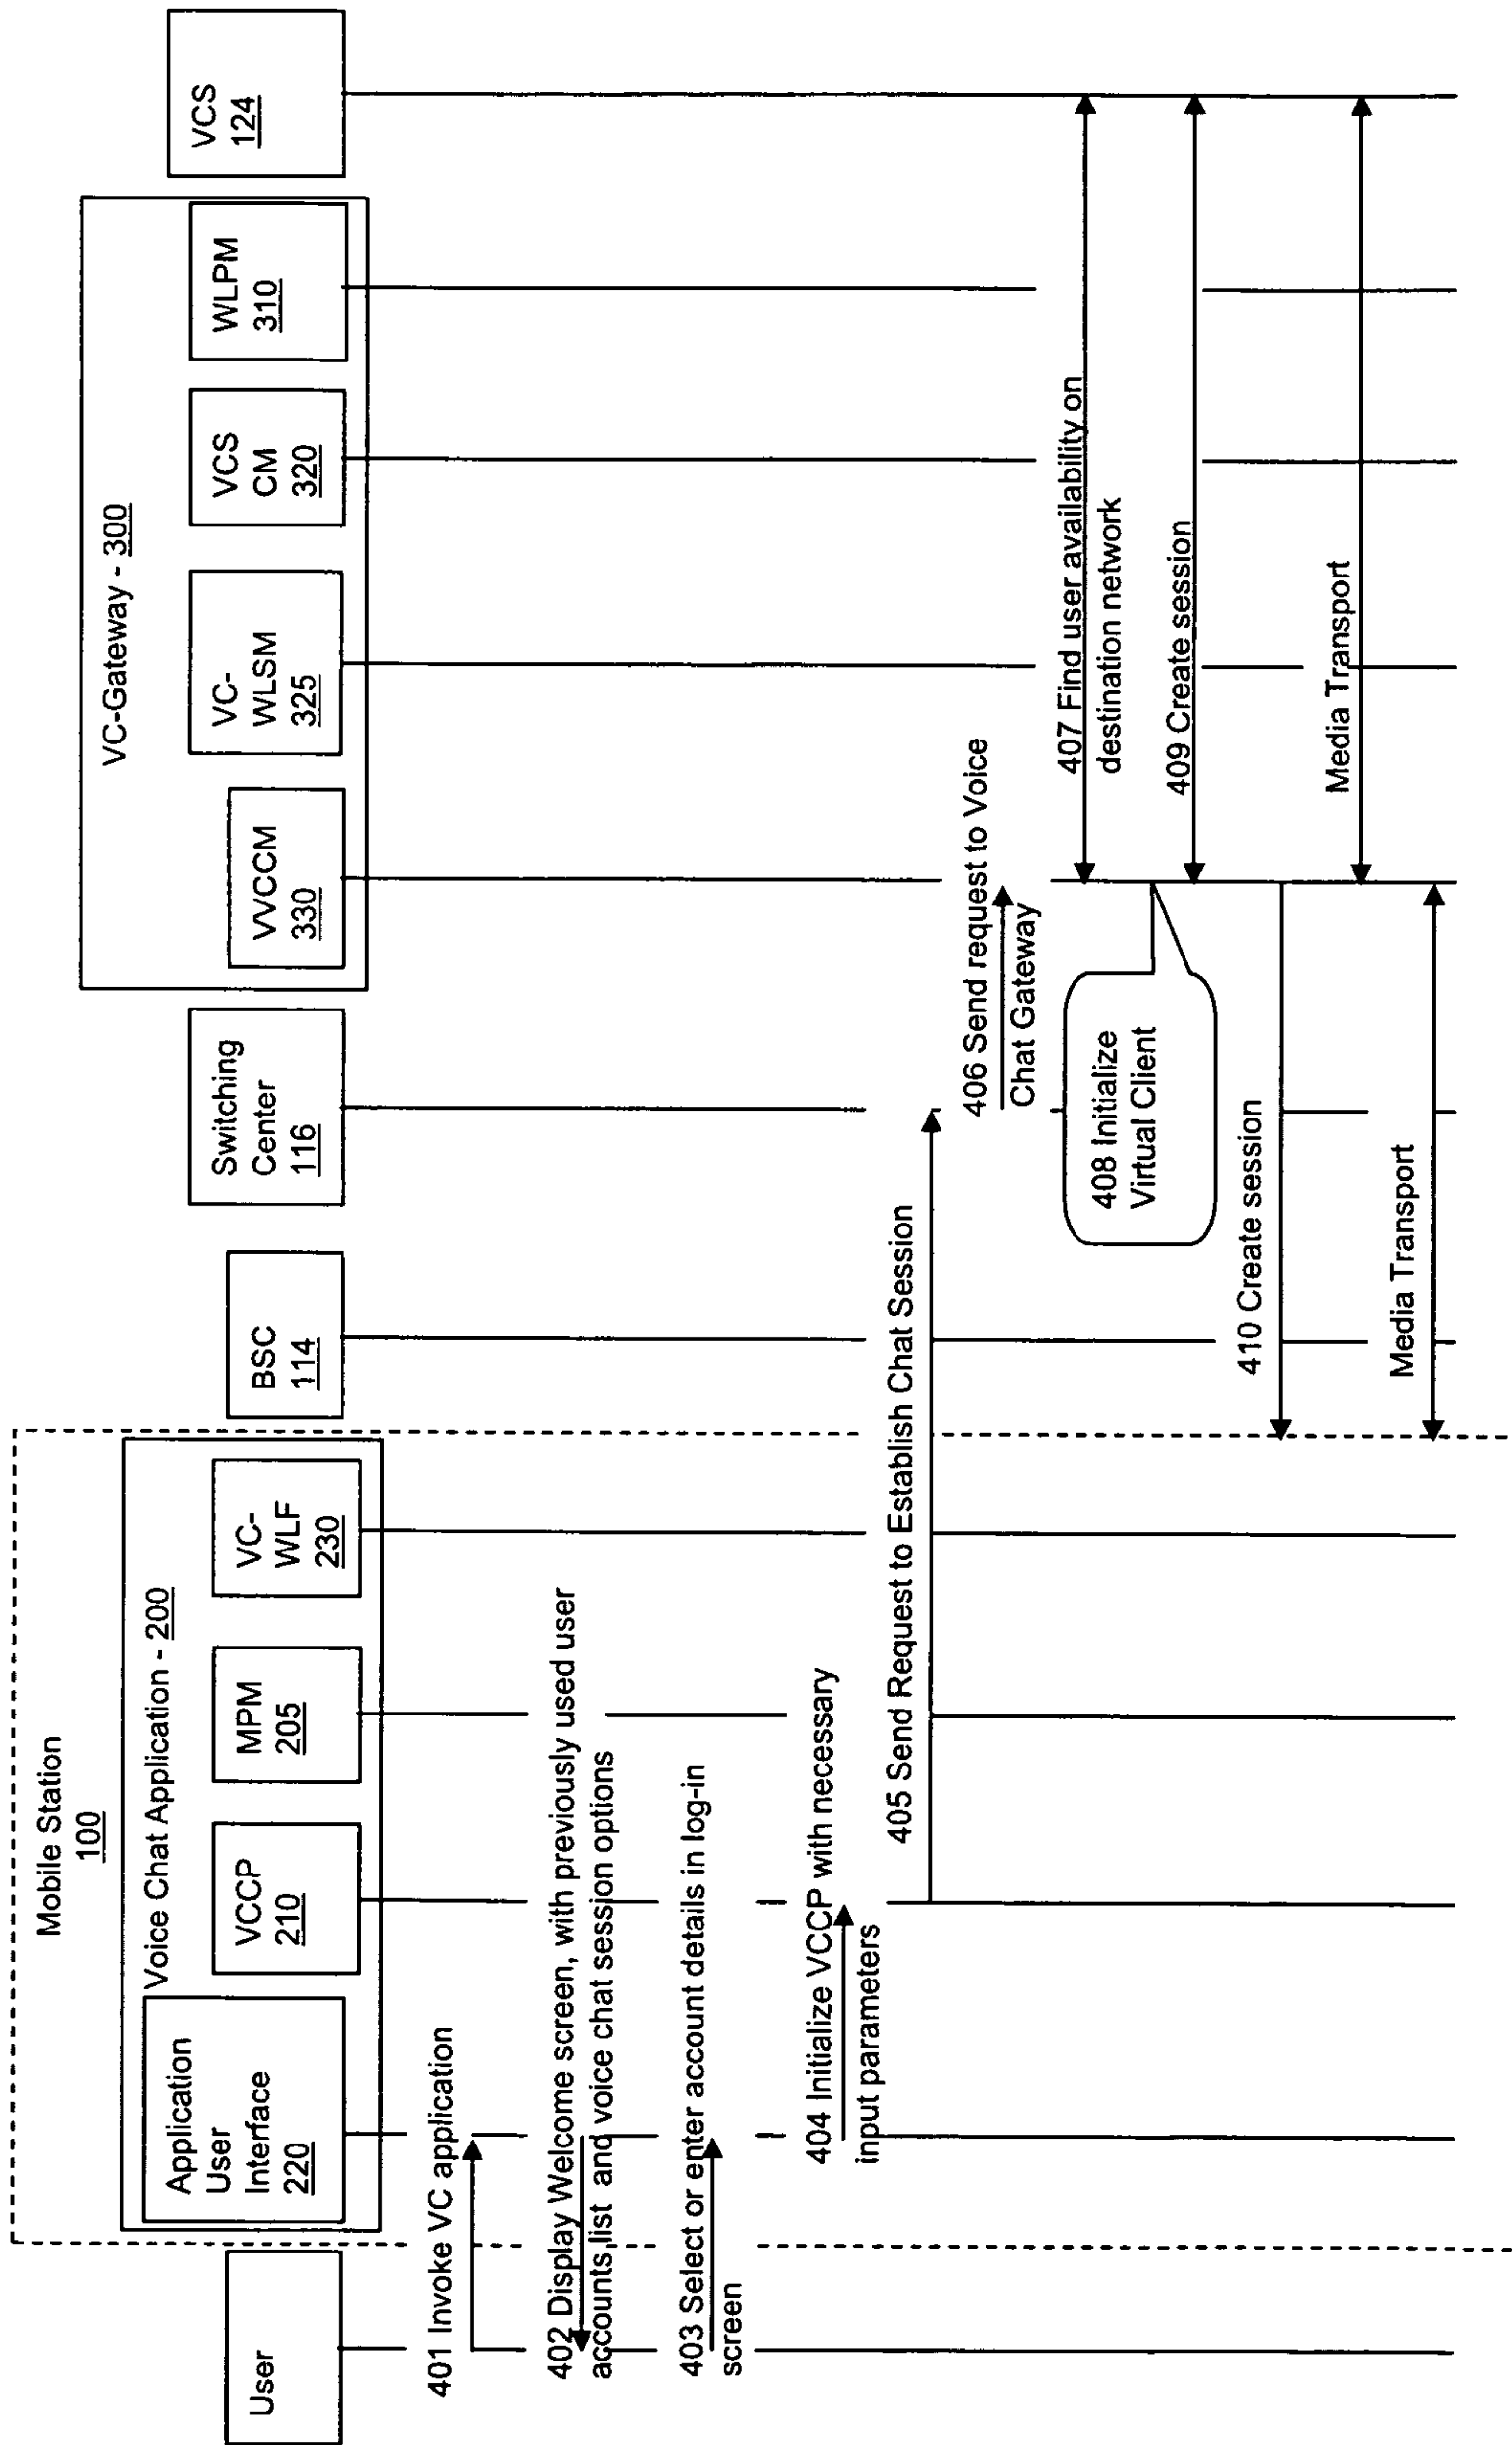 Mobile Station
100
Voice Chat Application - 200
VC-Gateway - 300
User
Application
User
Interface
220
VCCP
210
MPM
205
VC-
WLF
230
BSC
114
Switching
Center
116
VVCCM
330
VC-
WLSM
325
VCS
CM
320
WLPM
310
VCS
124
401 Invoke VC application
402 Display Welcome screen, with previously used user
accounts list and voice chat session options
403 Select or enter account details in log-in
screen
404 Initialize VCCP with necessary
input parameters
405 Send Request to Establish Chat Session
406 Send request to Voice
Chat Gateway
407 Find user availability on
destination network
408 Initialize
Virtual Client
409 Create session
410 Create session
Media Transport
Media Transport